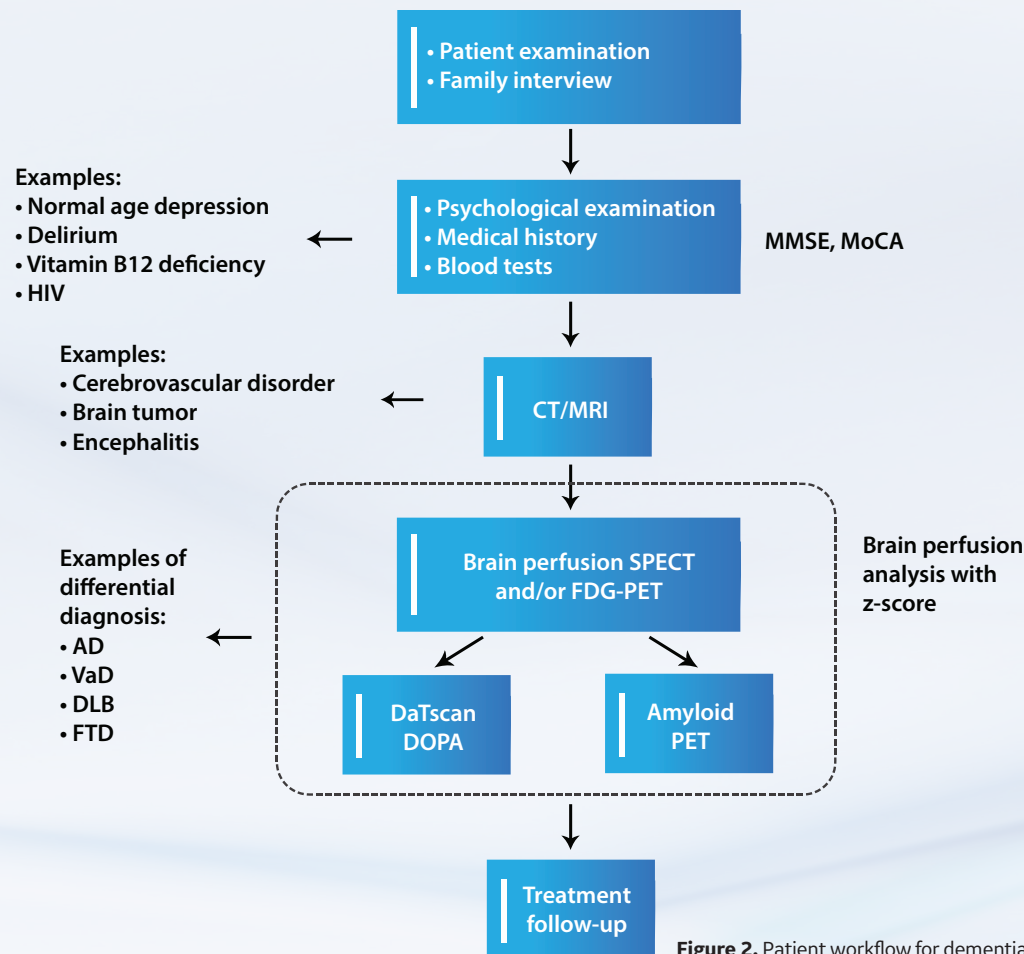 • Patient examination
• Family interview
Examples:
• Normal age depression
• Delirium
• Vitamin B12 deficiency
• HIV
• Psychological examination
• Medical history
• Blood tests
MMSE, MoCA
Examples:
• Cerebrovascular disorder
• Brain tumor
• Encephalitis
CT/MRI
Brain perfusion SPECT
and/or FDG-PET
Brain perfusion
analysis with
z-score
Examples of
differential
diagnosis:
• AD
• VaD
• DLB
• FTD
DaTscan
DOPA
Amyloid
PET
Treatment
follow-up
Figure 2. Patient workflow for dementia